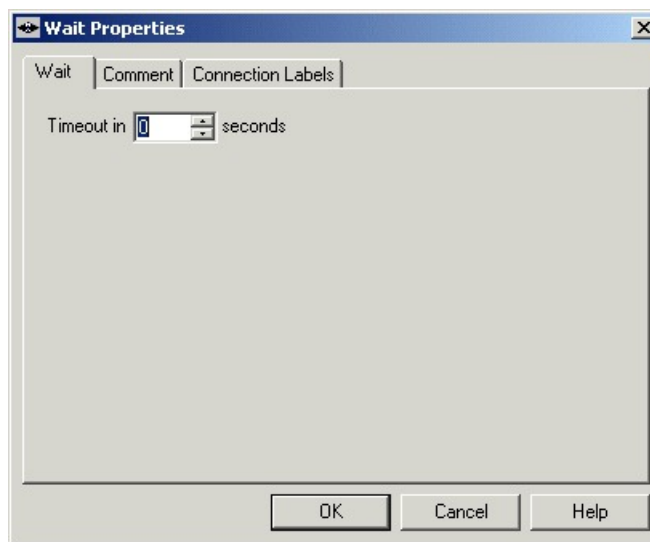 Wait Properties
Wait Comment Connection Labels
Timeout in 0 seconds
OK Cancel Help